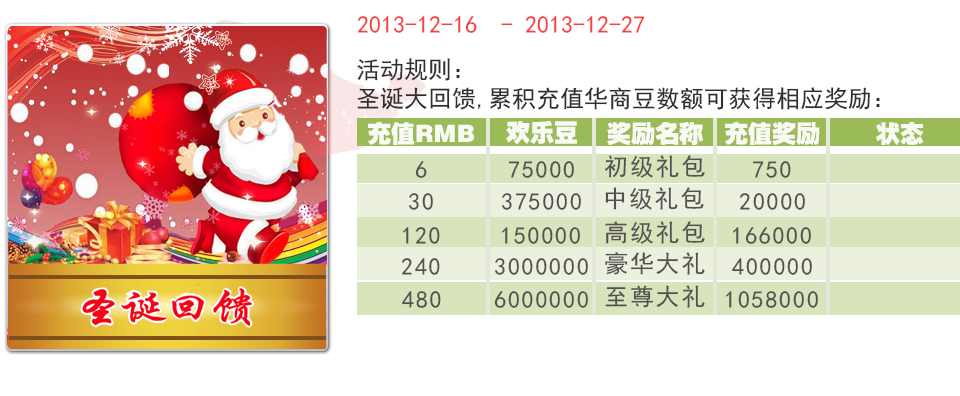 2013-12-16 - 2013-12-27
活动规则：
圣诞大回馈,累积充值华商豆数额可获得相应奖励：
充值RMB 欢乐豆 奖励名称 充值奖励 状态
6 75000 初级礼包 750
30 375000 中级礼包 20000
120 150000 高级礼包 166000
240 3000000 豪华大礼 400000
480 6000000 至尊大礼 1058000
圣诞回馈